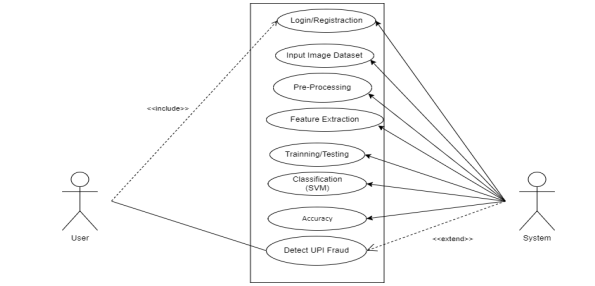 Login/Registraction
Input Image Dataset
Pre-Processing
<<include>>
Feature Extraction
Trainning/Testing
Classification
(SVM)
Accuracy
User
<<extend>>
System
Detect UPI Fraud